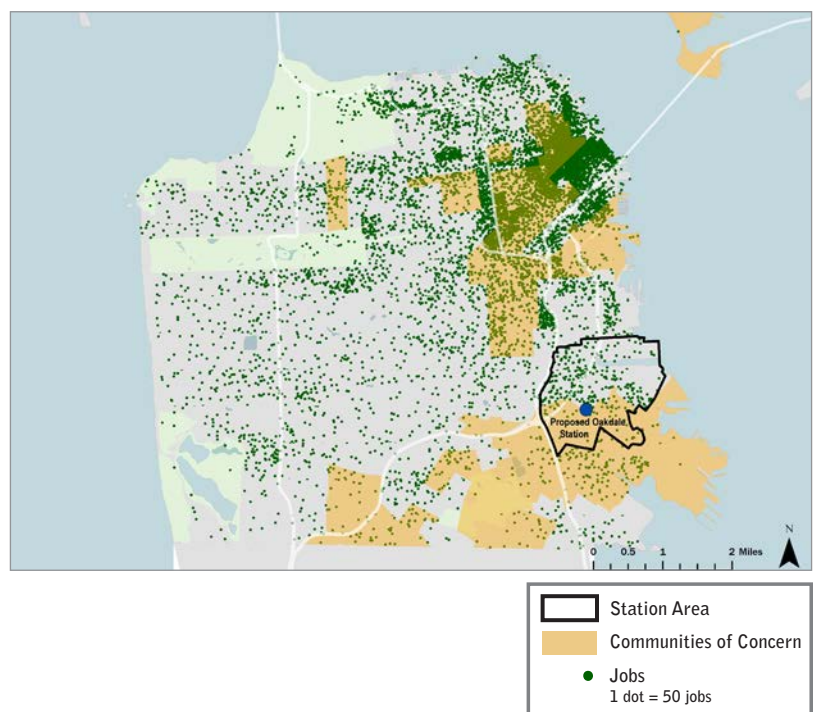 Proposed Oakdale
Station
N
0 0.5 1 2 Miles
Station Area
Communities of Concern
Jobs
1 dot = 50 jobs